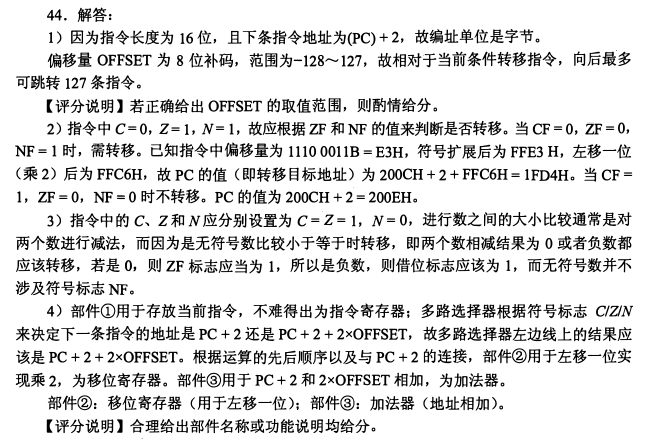 44．解答：
1）因为指令长度为 16 位，且下条指令地址为(PC) + 2，故编址单位是字节。
偏移量 OFFSET 为 8 位补码，范围为−128～127，故相对于当前条件转移指令，向后最多
可跳转 127 条指令。
【评分说明】若正确给出 OFFSET 的取值范围，则酌情给分。
2）指令中 C = 0，Z = 1，N = 1，故应根据 ZF 和 NF 的值来判断是否转移。当 CF = 0，ZF = 0，
NF = 1 时，需转移。已知指令中偏移量为 1110 0011B = E3H，符号扩展后为 FFE3 H，左移一位
（乘 2）后为 FFC6H，故 PC 的值（即转移目标地址）为 200CH + 2 + FFC6H = 1FD4H。当 CF =
1，ZF = 0，NF = 0 时不转移。PC 的值为 200CH + 2 = 200EH。
3）指令中的 C、Z 和 N 应分别设置为 C = Z = 1，N = 0，进行数之间的大小比较通常是对
两个数进行减法，而因为是无符号数比较小于等于时转移，即两个数相减结果为 0 或者负数都
应该转移，若是 0，则 ZF 标志应当为 1，所以是负数，则借位标志应该为 1，而无符号数并不
涉及符号标志 NF。
4）部件①用于存放当前指令，不难得出为指令寄存器；多路选择器根据符号标志 C/Z/N
来决定下一条指令的地址是 PC + 2 还是 PC + 2 + 2×OFFSET，故多路选择器左边线上的结果应
该是 PC + 2 + 2×OFFSET。根据运算的先后顺序以及与 PC + 2 的连接，部件②用于左移一位实
现乘 2，为移位寄存器。部件③用于 PC + 2 和 2×OFFSET 相加，为加法器。
部件②：移位寄存器（用于左移一位）；部件③：加法器（地址相加）。
【评分说明】合理给出部件名称或功能说明均给分。